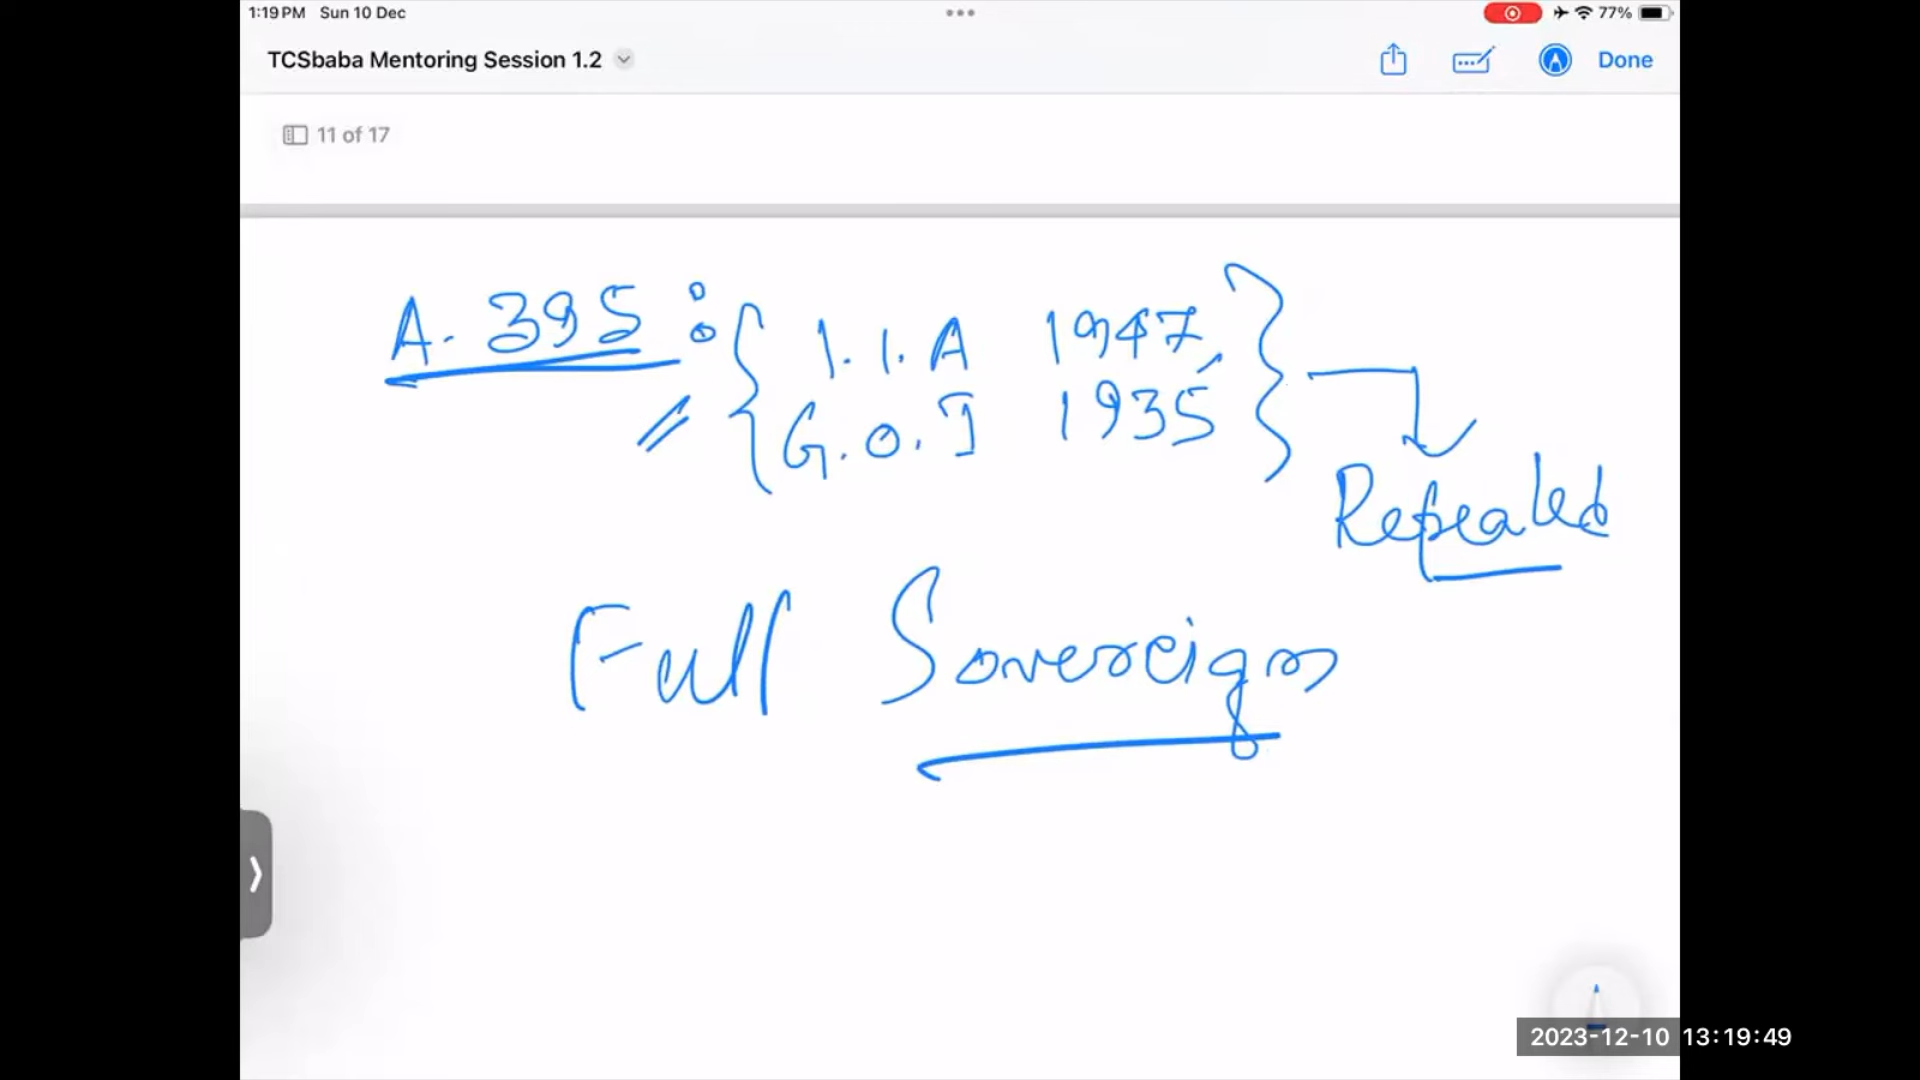 1:19 PM Sun 10 Dec
77%
TCSbaba Mentoring Session 1.2
Done
11 of 17
A. 395 : { I.I.A 1947,
G.O.I 1935 }
Repealed
Full Sovereign
2023-12-10 13:19:49